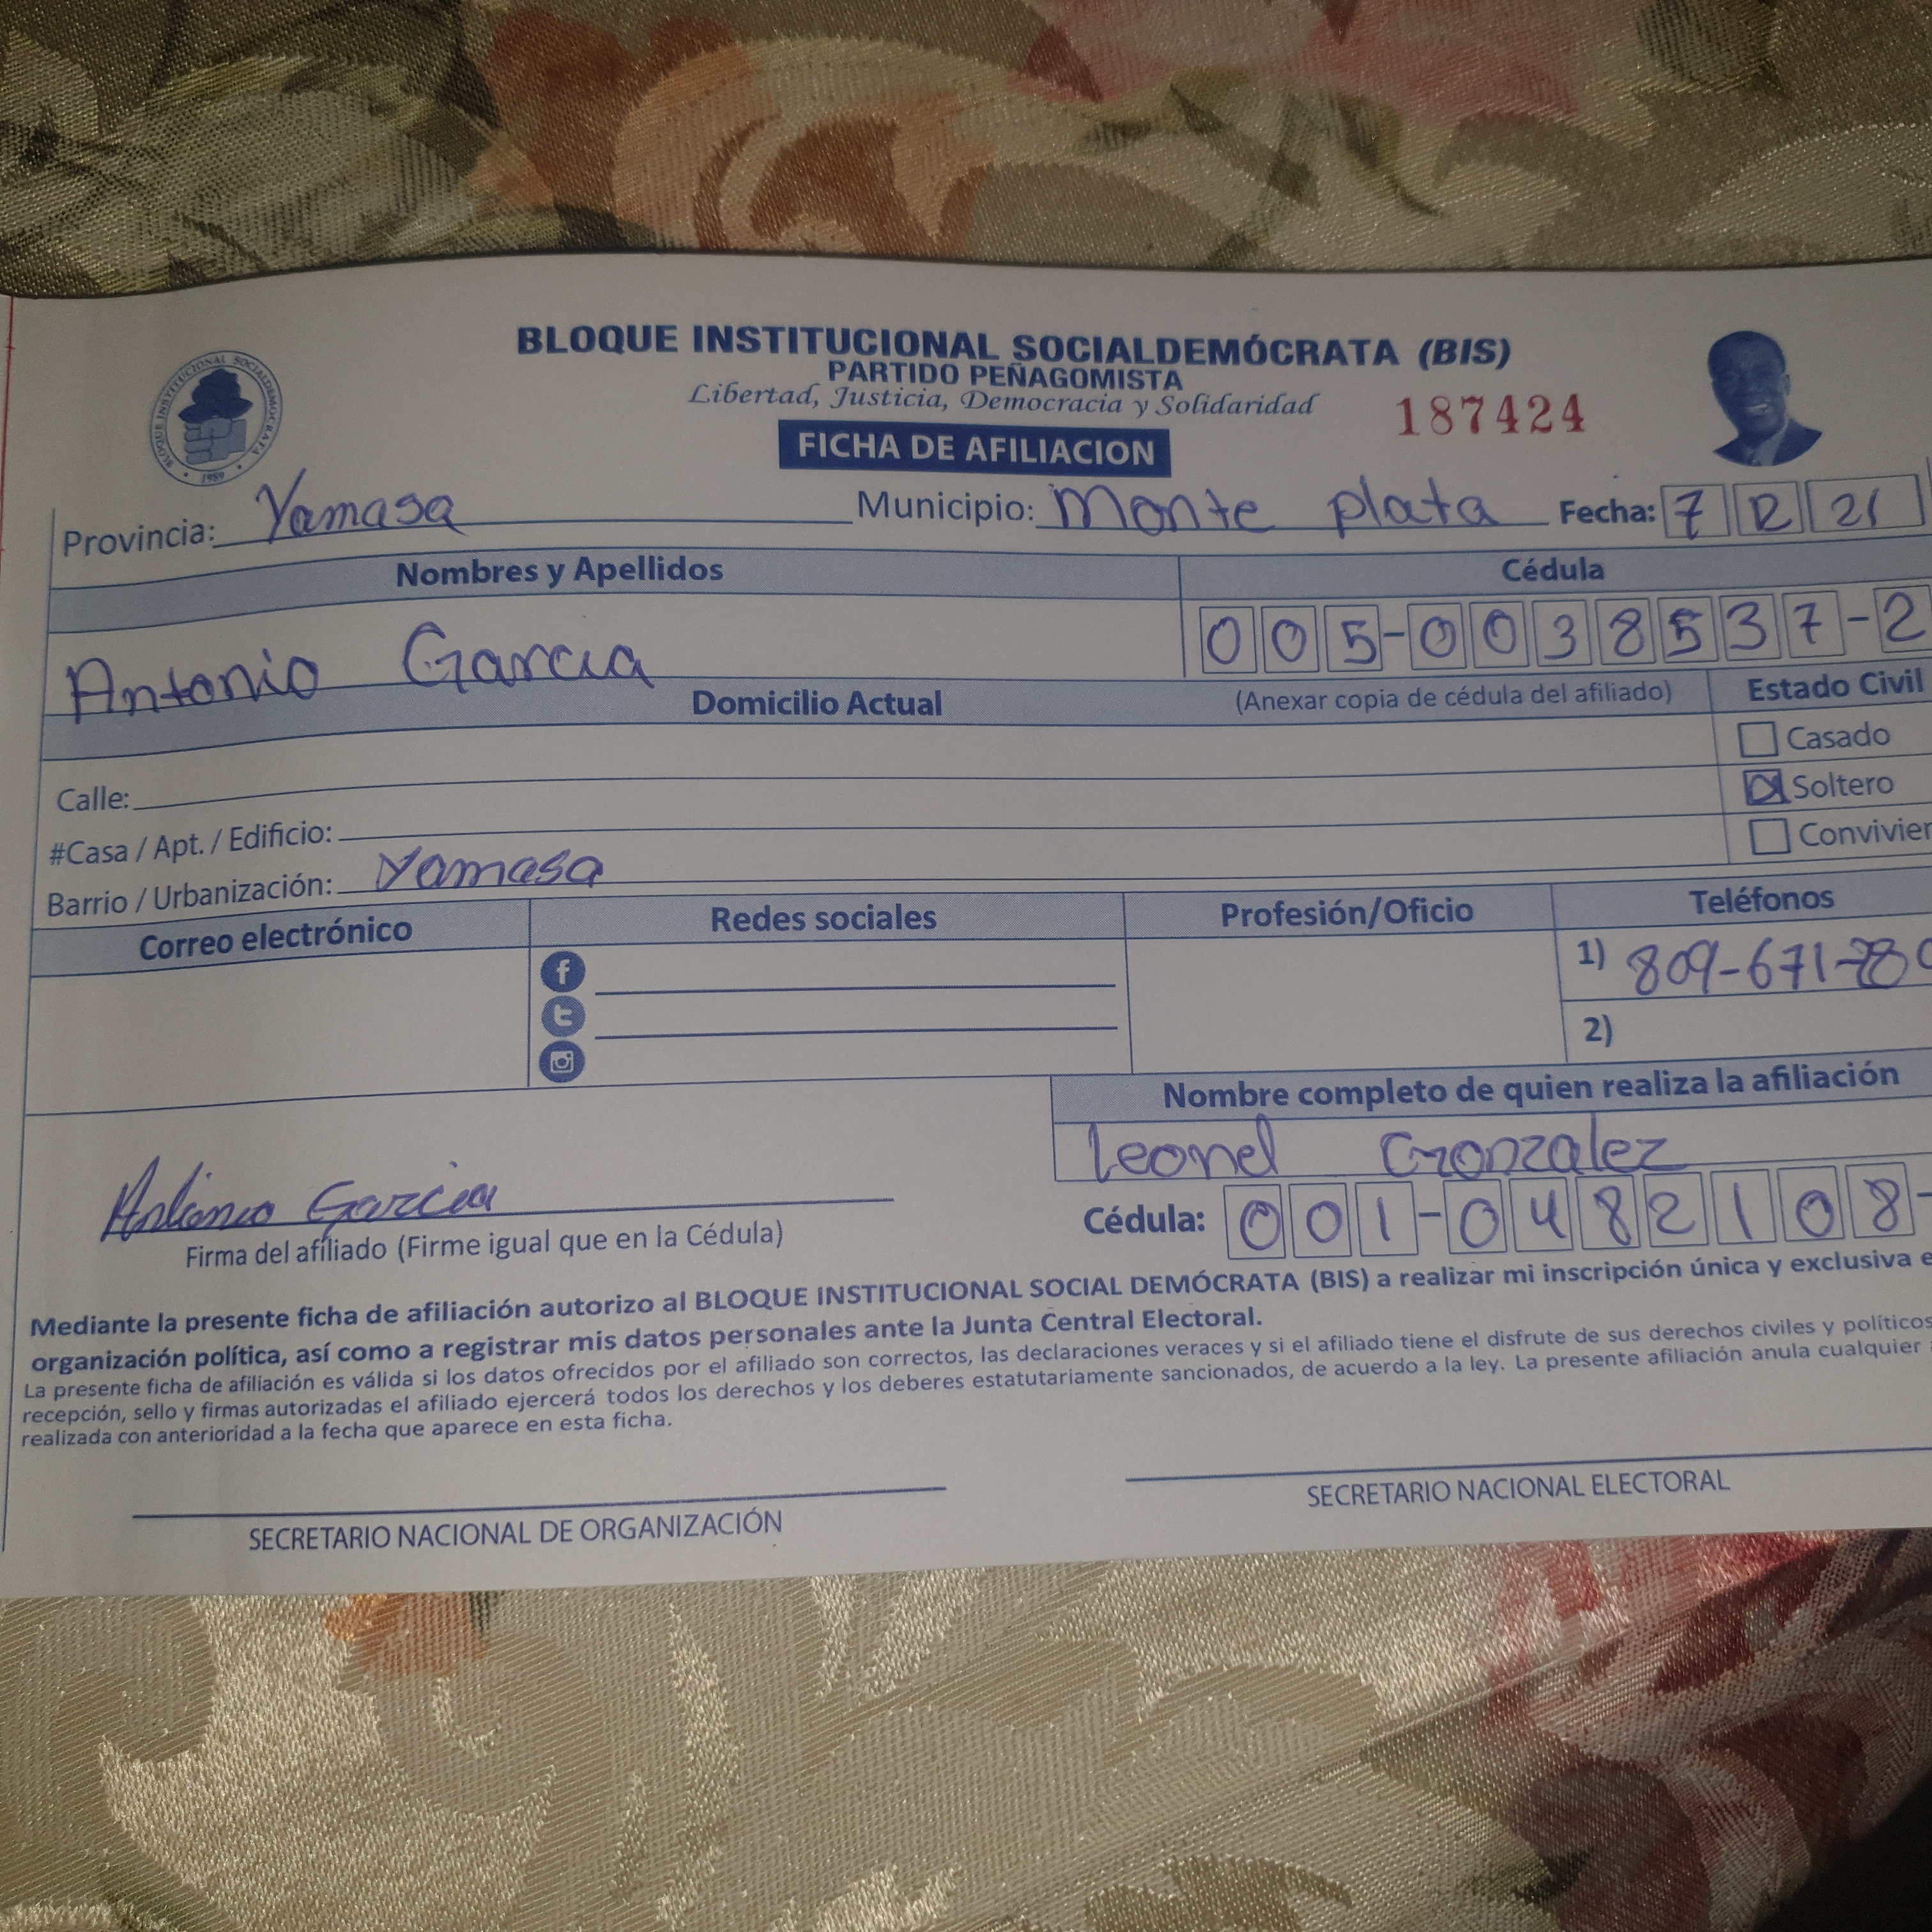 BLOQUE INSTITUCIONAL SOCIALDEMÓCRATA (BIS)
PARTIDO PEÑAGOMISTA
Libertad, Justicia, Democracia y Solidaridad
187424
BLOQUE INSTITUCIONAL SOCIALDEMOCRATA
1989
FICHA DE AFILIACION
Provincia: Yamasa Municipio: Monte plata Fecha: 7 12 21
Nombres y Apellidos Cédula
Antonio Garcia 005-0038537-2
Domicilio Actual (Anexar copia de cédula del afiliado) Estado Civil
Casado
Calle: Soltero
#Casa / Apt. / Edificio:
Barrio / Urbanización: Yamasa
Correo electrónico Redes sociales Profesión/Oficio Teléfonos
1) 809-671-
2)
Nombre completo de quien realiza la afiliación
Leonel Gronzalez
Antonio Garcia
Firma del afiliado (Firme igual que en la Cédula) Cédula: 001-0482108-
Mediante la presente ficha de afiliación autorizo al BLOQUE INSTITUCIONAL SOCIAL DEMÓCRATA (BIS) a realizar mi inscripción única y exclusiva e
organización política, así como a registrar mis datos personales ante la Junta Central Electoral.
La presente ficha de afiliación es válida si los datos ofrecidos por el afiliado son correctos, las declaraciones veraces y si el afiliado tiene el disfrute de sus derechos civiles y políticos
recepción, sello y firmas autorizadas el afiliado ejercerá todos los derechos y los deberes estatutariamente sancionados, de acuerdo a la ley. La presente afiliación anula cualquier
realizada con anterioridad a la fecha que aparece en esta ficha.
SECRETARIO NACIONAL DE ORGANIZACIÓN SECRETARIO NACIONAL ELECTORAL